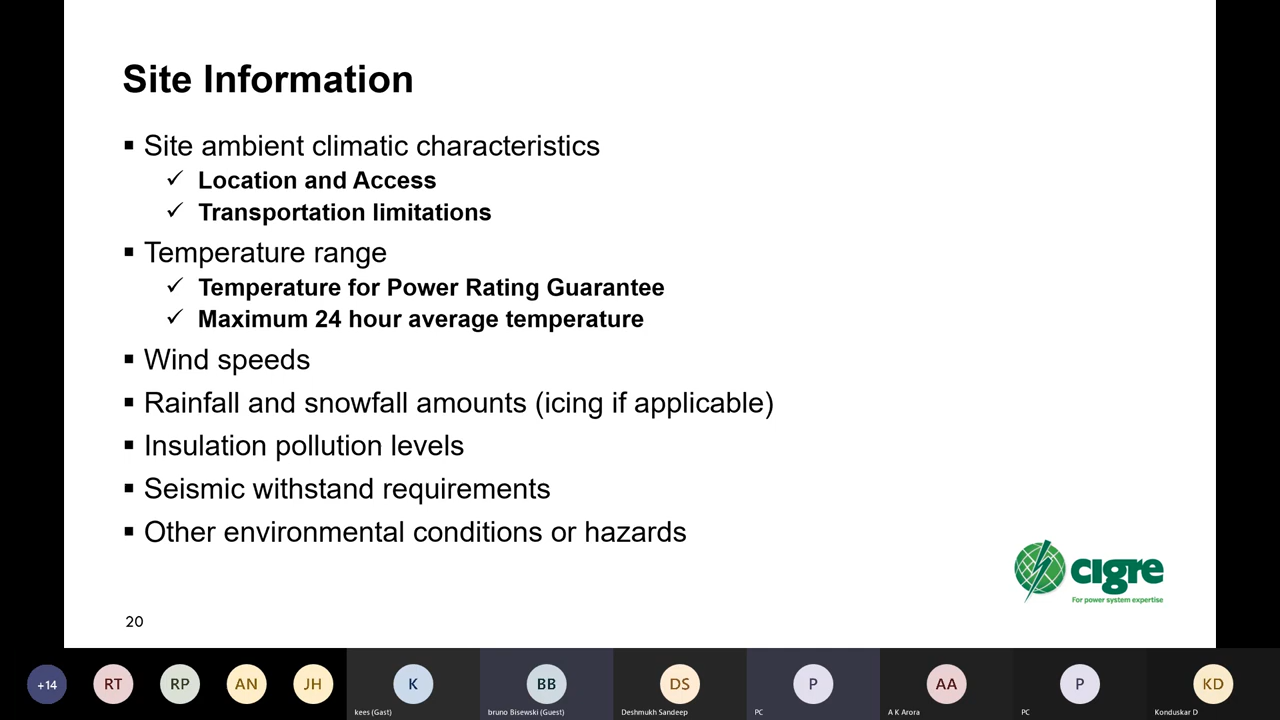 Site Information
▪ Site ambient climatic characteristics
✓ Location and Access
✓ Transportation limitations
▪ Temperature range
✓ Temperature for Power Rating Guarantee
✓ Maximum 24 hour average temperature
▪ Wind speeds
▪ Rainfall and snowfall amounts (icing if applicable)
▪ Insulation pollution levels
▪ Seismic withstand requirements
▪ Other environmental conditions or hazards
cigre
For power system expertise
20
+14 RT RP AN JH K BB DS P AA P KD
kees (Gast) bruno Bisewski (Guest) Deshmukh Sandeep PC A K Arora PC Konduskar D